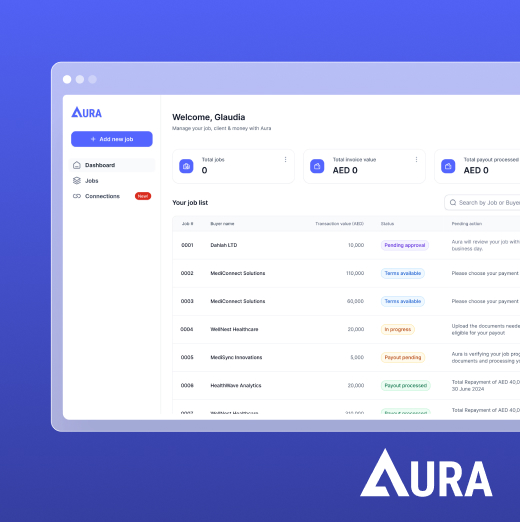 AURA
Welcome, Glaudia
Manage your job, client & money with Aura
+ Add new job
Dashboard
Jobs
Connections
New!
Total jobs
0
Total invoice value
AED 0
Total payout processed
AED 0
Your job list
Search by Job or Buyer
Job # Buyer name Transaction value (AED) Status Pending action
0001 Dahlah LTD 10,000 Pending approval Aura will review your job with
business day.
0002 MediConnect Solutions 110,000 Terms available Please choose your payment
0003 MediConnect Solutions 60,000 Terms available Please choose your payment
0004 WellNest Healthcare 20,000 In progress Upload the documents neede
eligible for your payout
0005 MediSync Innovations 5,000 Payout pending Aura is verifying your job prog
documents and processing y
0006 HealthWave Analytics 20,000 Payout processed Total Repayment of AED 40,0
30 June 2024
0007 WellNest Healthcare Payout processed Total Repayment of AED 40,0
AURA